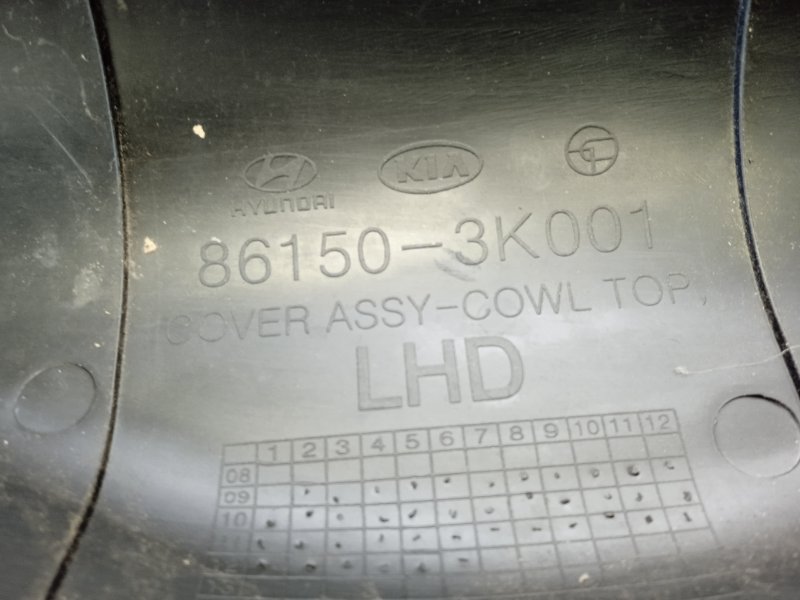 HYUNDAI KIA
86150-3K001
COVER ASSY-COWL TOP,
LHD
1 2 3 4 5 6 7 8 9 10 11 12
08
09
10
11